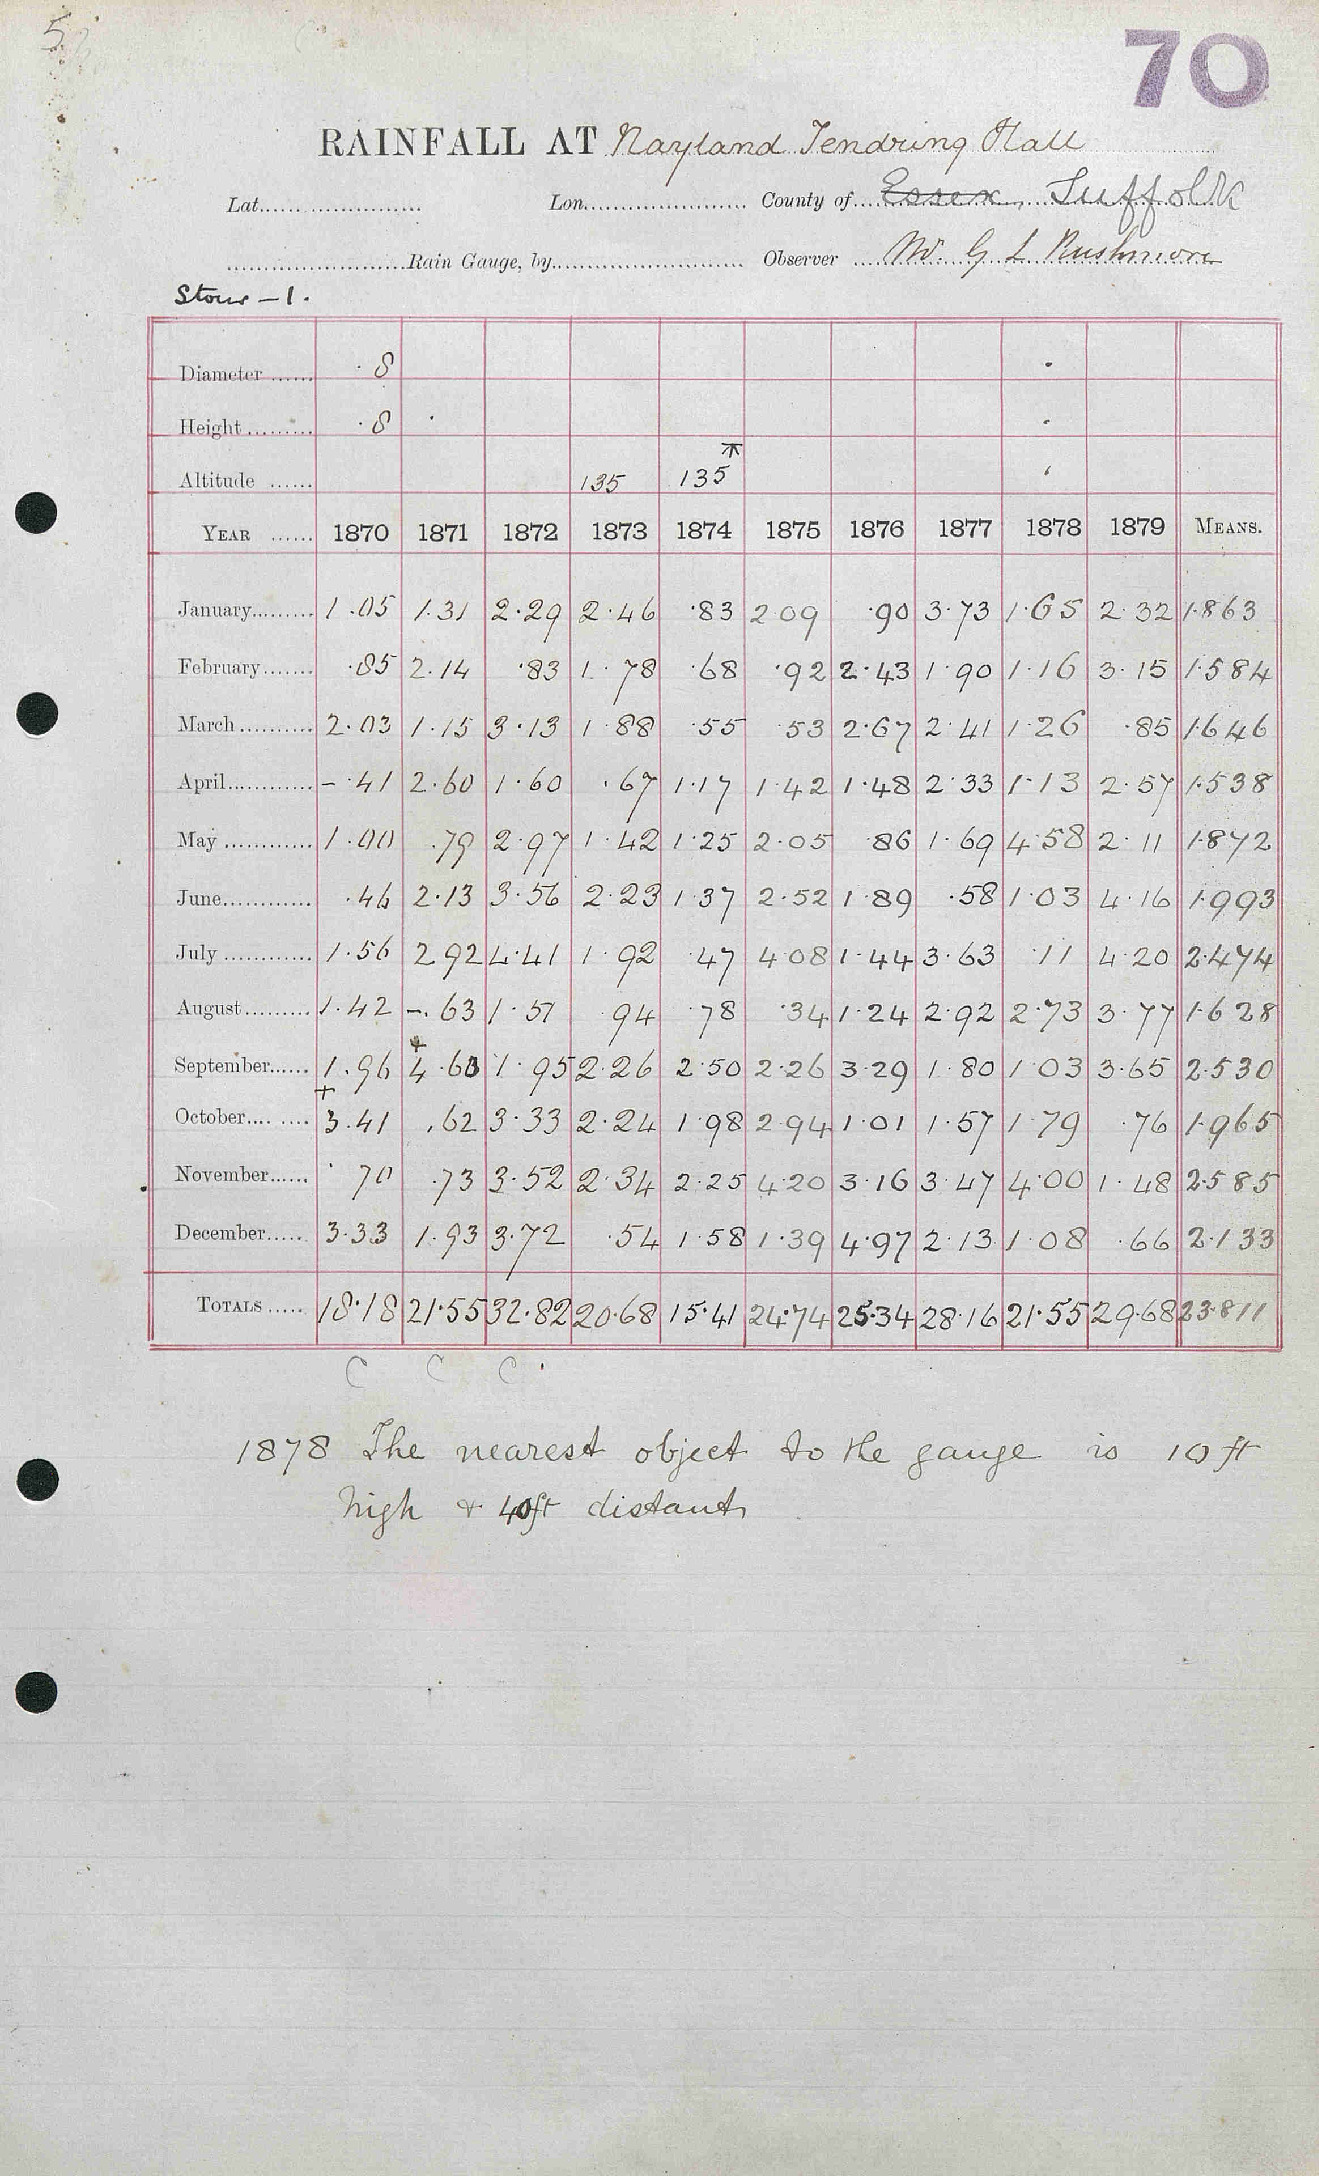 5
70
RAINFALL AT Nayland Tendring Hall
Lat. Lon. County of Essex Suffolk
Rain Gauge, by Observer Mr. G L Rushmore
Stour - 1.
Diameter ...... ·8
Height ......... ·8
Altitude ...... 135 135
YEAR ...... 1870 1871 1872 1873 1874 1875 1876 1877 1878 1879 MEANS.
January......... 1.05 1.31 2.29 2.46 .83 2.09 .90 3.73 1.65 2.32 1.863
February....... .85 2.14 .83 1.78 .68 .92 2.43 1.90 1.16 3.15 1.584
March .......... 2.03 1.15 3.13 1.88 .55 53 2.67 2.41 1.26 .85 1.646
April............ - .41 2.60 1.60 .67 1.17 1.42 1.48 2.33 1.13 2.57 1.538
May ............ 1.00 .79 2.97 1.42 1.25 2.05 86 1.69 4.58 2.11 1.872
June............ .46 2.13 3.56 2.23 1.37 2.52 1.89 .58 1.03 4.16 1.993
July ............ 1.56 2.92 4.41 1.92 .47 4.08 1.44 3.63 .11 4.20 2.474
August ......... 1.42 -.63 1.51 94 .78 .34 1.24 2.92 2.73 3.77 1.628
September...... 1.96 + 4.60 1.95 2.26 2.50 2.26 3.29 1.80 1.03 3.65 2.530
October.... .... + 3.41 .62 3.33 2.24 1.98 2.94 1.01 1.57 1.79 .76 1.965
November...... .70 .73 3.52 2.34 2.25 4.20 3.16 3.47 4.00 1.48 2.585
December..... 3.33 1.93 3.72 .54 1.58 1.39 4.97 2.13 1.08 .66 2.133
TOTALS ..... 18.18 21.55 32.82 20.68 15.41 24.74 25.34 28.16 21.55 29.68 23.811
C C C
1878 The nearest object to the gauge is 10 ft
high & 40ft distant